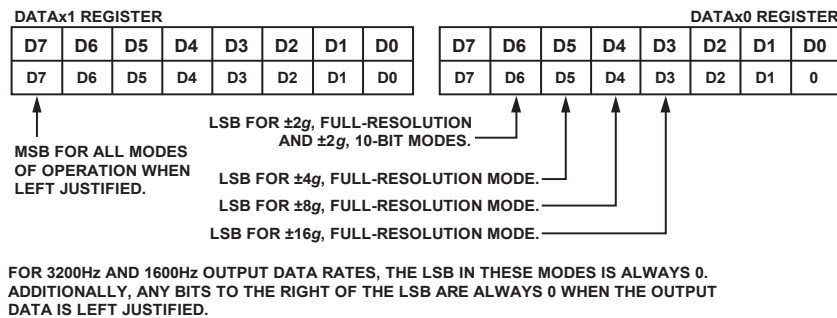 DATAx1 REGISTER
DATAx0 REGISTER
D7 D6 D5 D4 D3 D2 D1 D0
D7 D6 D5 D4 D3 D2 D1 D0
D7 D6 D5 D4 D3 D2 D1 D0
D7 D6 D5 D4 D3 D2 D1 0
MSB FOR ALL MODES
OF OPERATION WHEN
LEFT JUSTIFIED.
LSB FOR ±2g, FULL-RESOLUTION
AND ±2g, 10-BIT MODES.
LSB FOR ±4g, FULL-RESOLUTION MODE.
LSB FOR ±8g, FULL-RESOLUTION MODE.
LSB FOR ±16g, FULL-RESOLUTION MODE.
FOR 3200Hz AND 1600Hz OUTPUT DATA RATES, THE LSB IN THESE MODES IS ALWAYS 0.
ADDITIONALLY, ANY BITS TO THE RIGHT OF THE LSB ARE ALWAYS 0 WHEN THE OUTPUT
DATA IS LEFT JUSTIFIED.